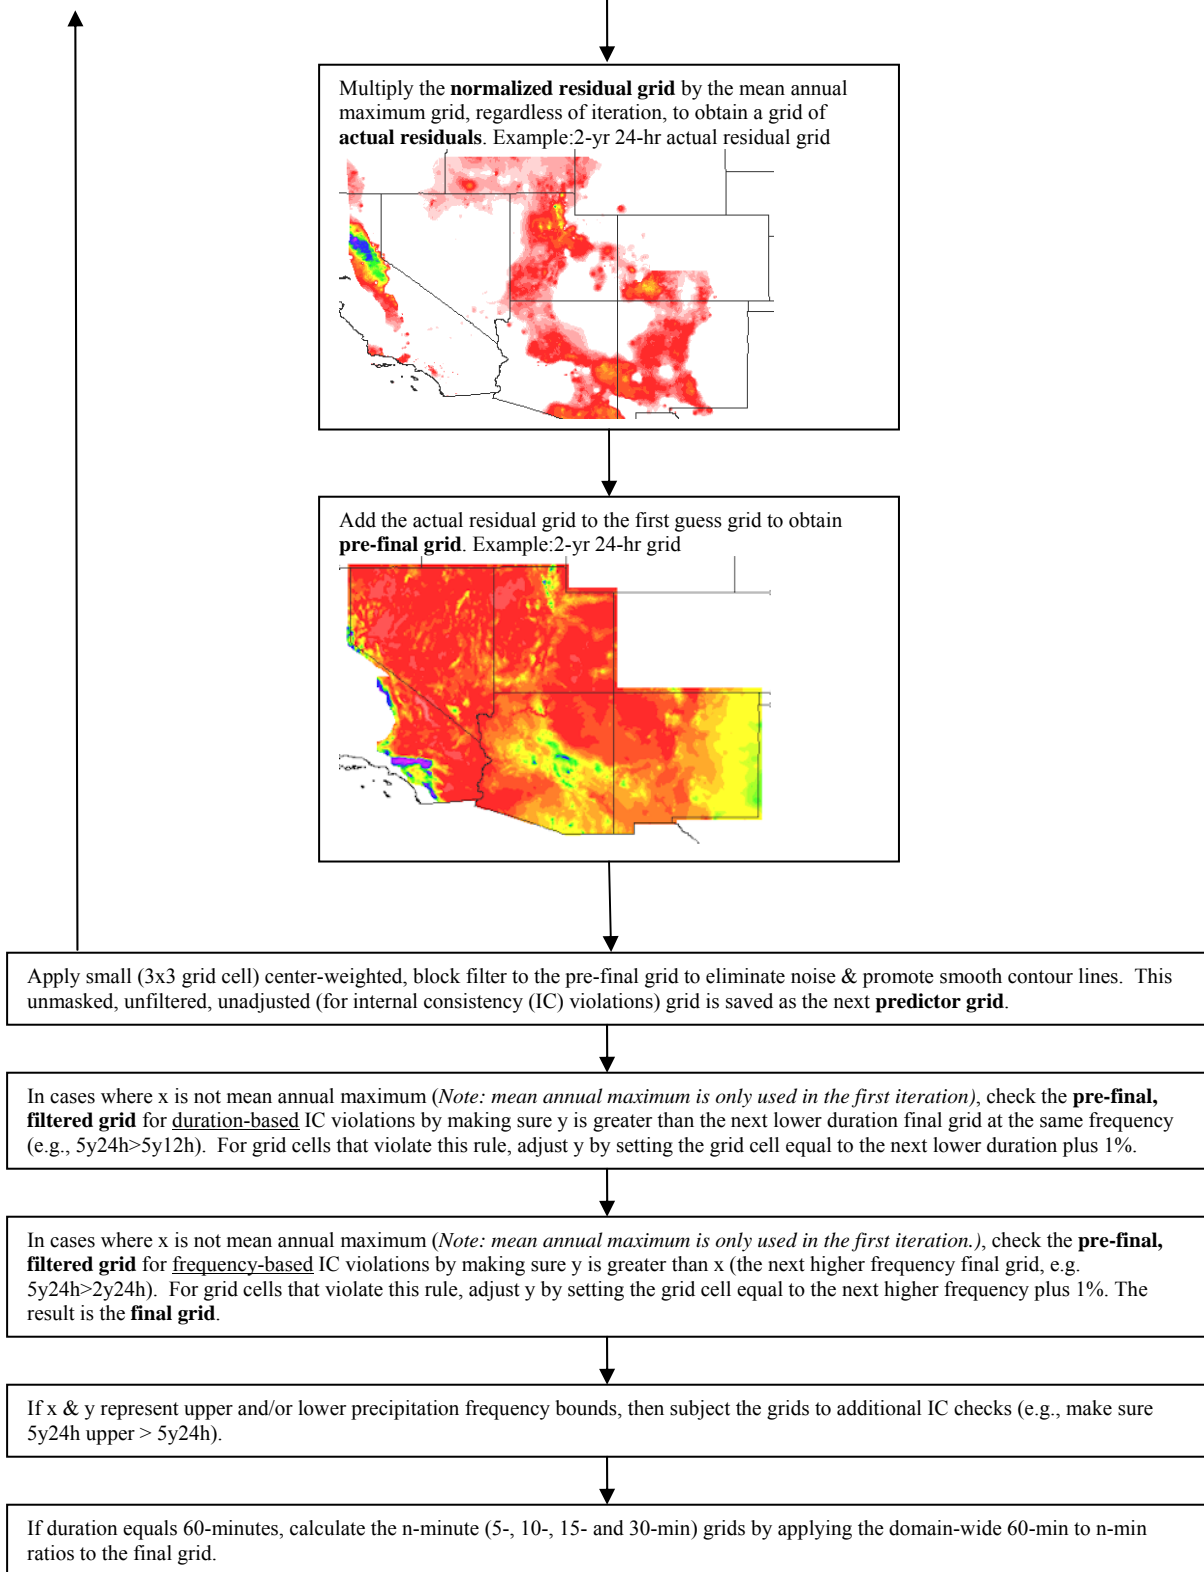 Multiply the normalized residual grid by the mean annual
maximum grid, regardless of iteration, to obtain a grid of
actual residuals. Example:2-yr 24-hr actual residual grid
Add the actual residual grid to the first guess grid to obtain
pre-final grid. Example:2-yr 24-hr grid
Apply small (3x3 grid cell) center-weighted, block filter to the pre-final grid to eliminate noise & promote smooth contour lines.  This
unmasked, unfiltered, unadjusted (for internal consistency (IC) violations) grid is saved as the next predictor grid.
In cases where x is not mean annual maximum (Note: mean annual maximum is only used in the first iteration), check the pre-final,
filtered grid for duration-based IC violations by making sure y is greater than the next lower duration final grid at the same frequency
(e.g., 5y24h>5y12h).  For grid cells that violate this rule, adjust y by setting the grid cell equal to the next lower duration plus 1%.
In cases where x is not mean annual maximum (Note: mean annual maximum is only used in the first iteration.), check the pre-final,
filtered grid for frequency-based IC violations by making sure y is greater than x (the next higher frequency final grid, e.g.
5y24h>2y24h).  For grid cells that violate this rule, adjust y by setting the grid cell equal to the next higher frequency plus 1%. The
result is the final grid.
If x & y represent upper and/or lower precipitation frequency bounds, then subject the grids to additional IC checks (e.g., make sure
5y24h upper > 5y24h).
If duration equals 60-minutes, calculate the n-minute (5-, 10-, 15- and 30-min) grids by applying the domain-wide 60-min to n-min
ratios to the final grid.